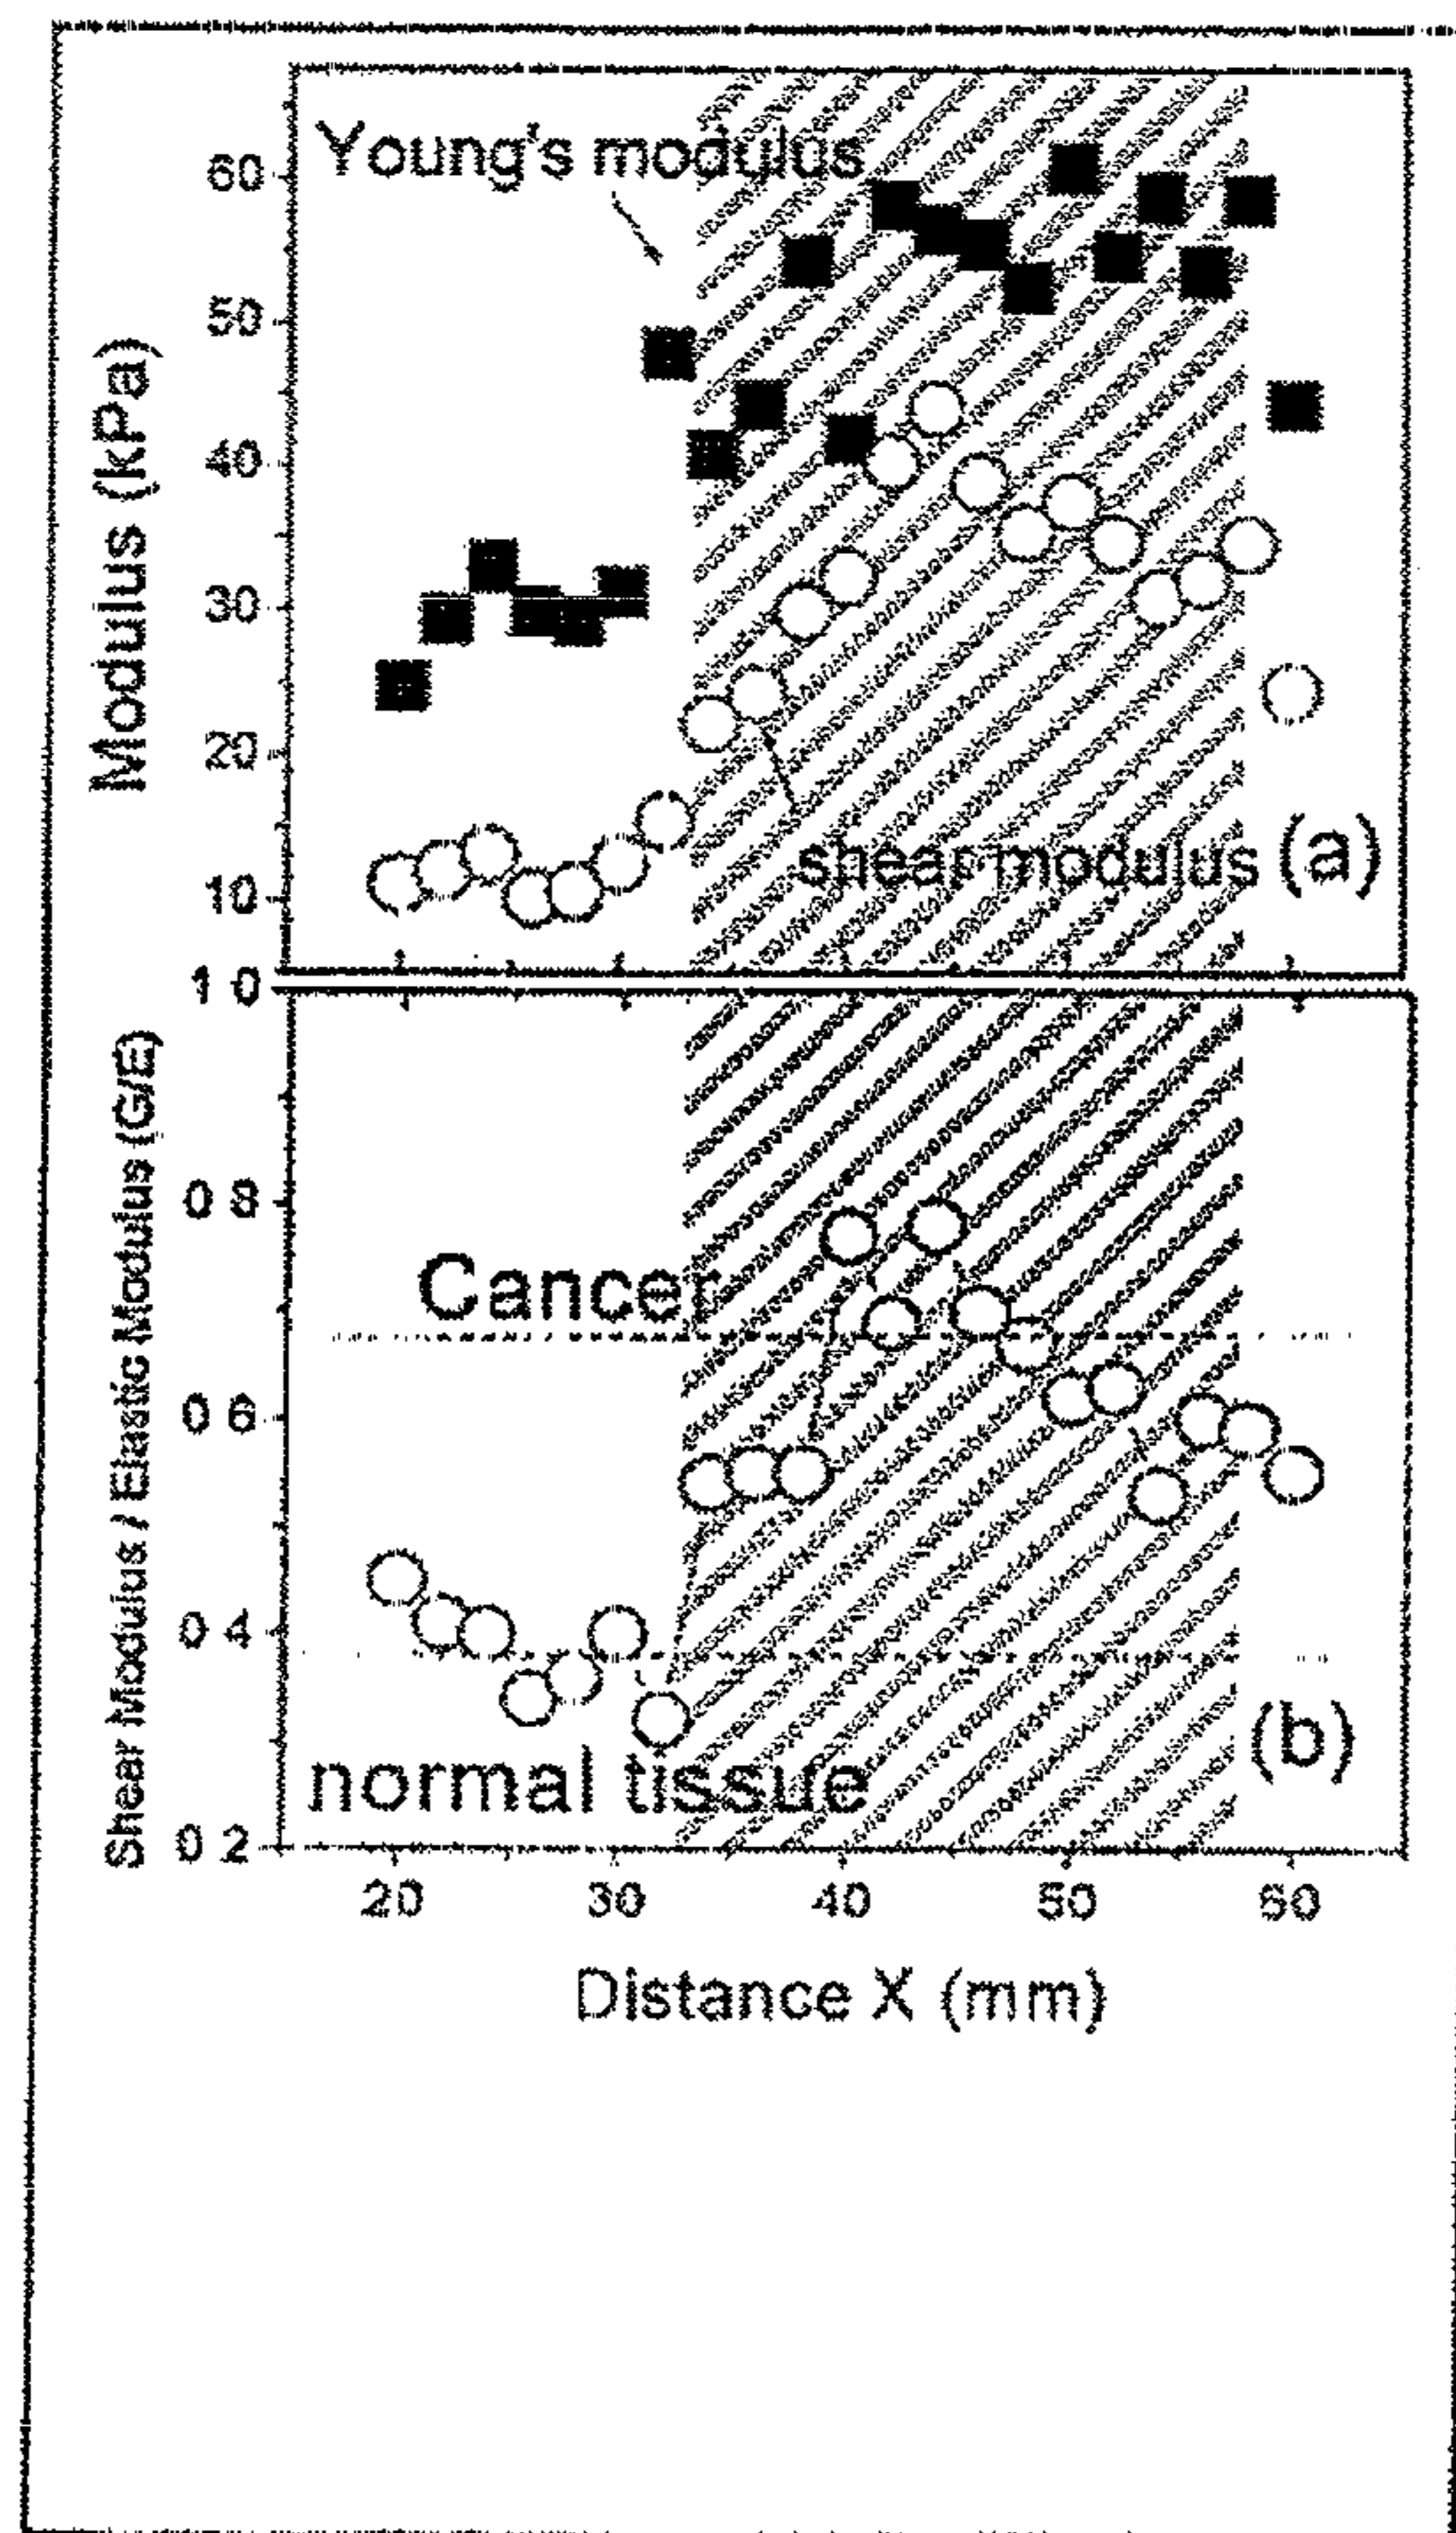 Young's modulus
60
50
40
30
20
10
Modulus (kPa)
shear modulus (a)
1 0
0 8
0 6
0 4
0 2
Shear Modulus / Elastic Modulus (G/E)
Cancer
normal tissue
(b)
20 30 40 50 60
Distance X (mm)